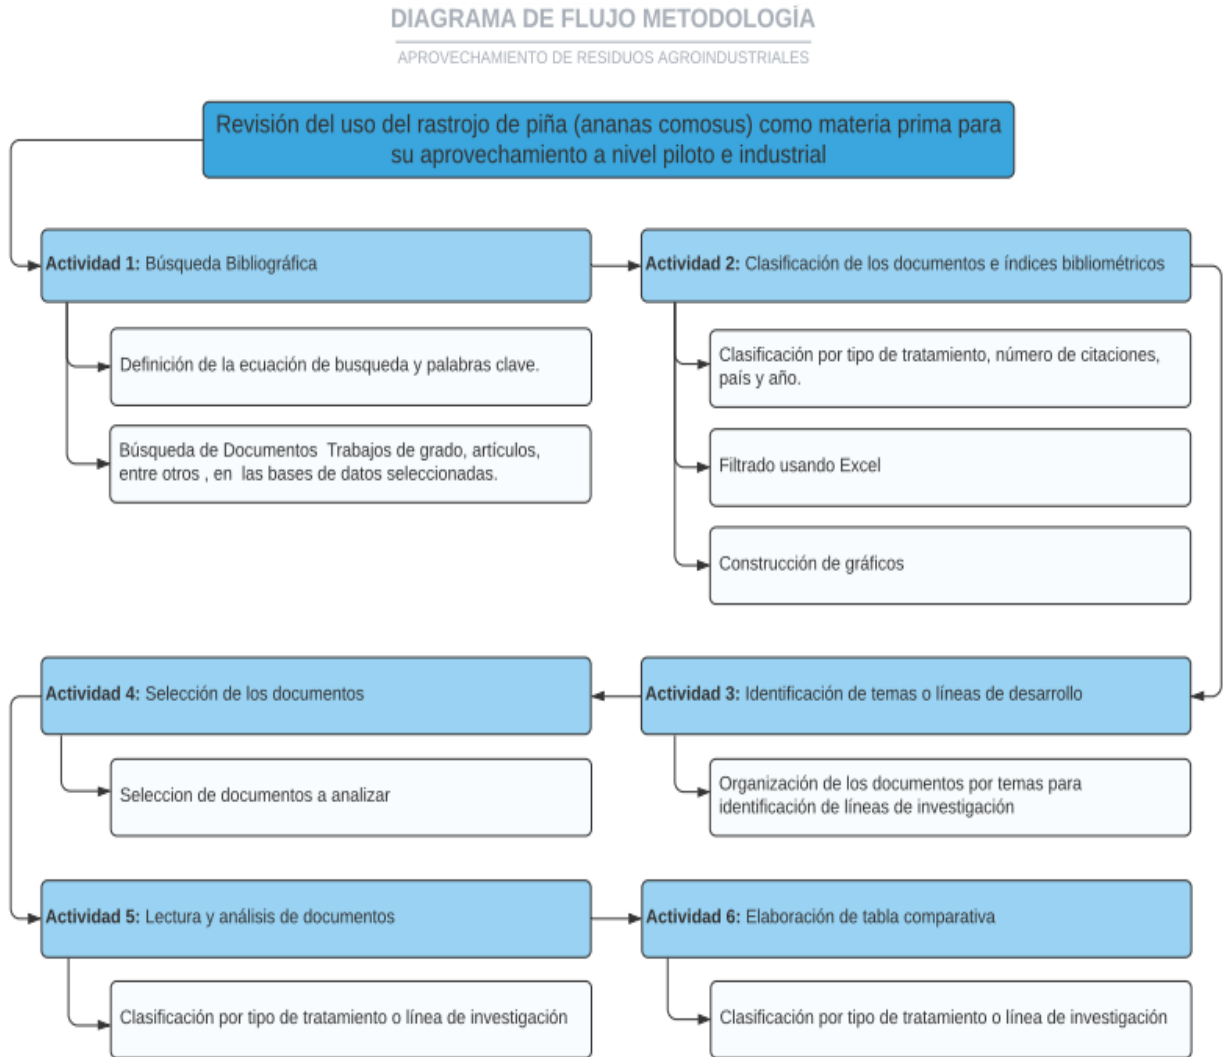 DIAGRAMA DE FLUJO METODOLOGÍA
APROVECHAMIENTO DE RESIDUOS AGROINDUSTRIALES
Revisión del uso del rastrojo de piña (ananas comosus) como materia prima para
su aprovechamiento a nivel piloto e industrial
Actividad 1: Búsqueda Bibliográfica
Definición de la ecuación de busqueda y palabras clave.
Búsqueda de Documentos Trabajos de grado, artículos,
entre otros , en las bases de datos seleccionadas.
Actividad 2: Clasificación de los documentos e índices bibliométricos
Clasificación por tipo de tratamiento, número de citaciones,
país y año.
Filtrado usando Excel
Construcción de gráficos
Actividad 3: Identificación de temas o líneas de desarrollo
Organización de los documentos por temas para
identificación de líneas de investigación
Actividad 4: Selección de los documentos
Seleccion de documentos a analizar
Actividad 5: Lectura y análisis de documentos
Clasificación por tipo de tratamiento o línea de investigación
Actividad 6: Elaboración de tabla comparativa
Clasificación por tipo de tratamiento o línea de investigación